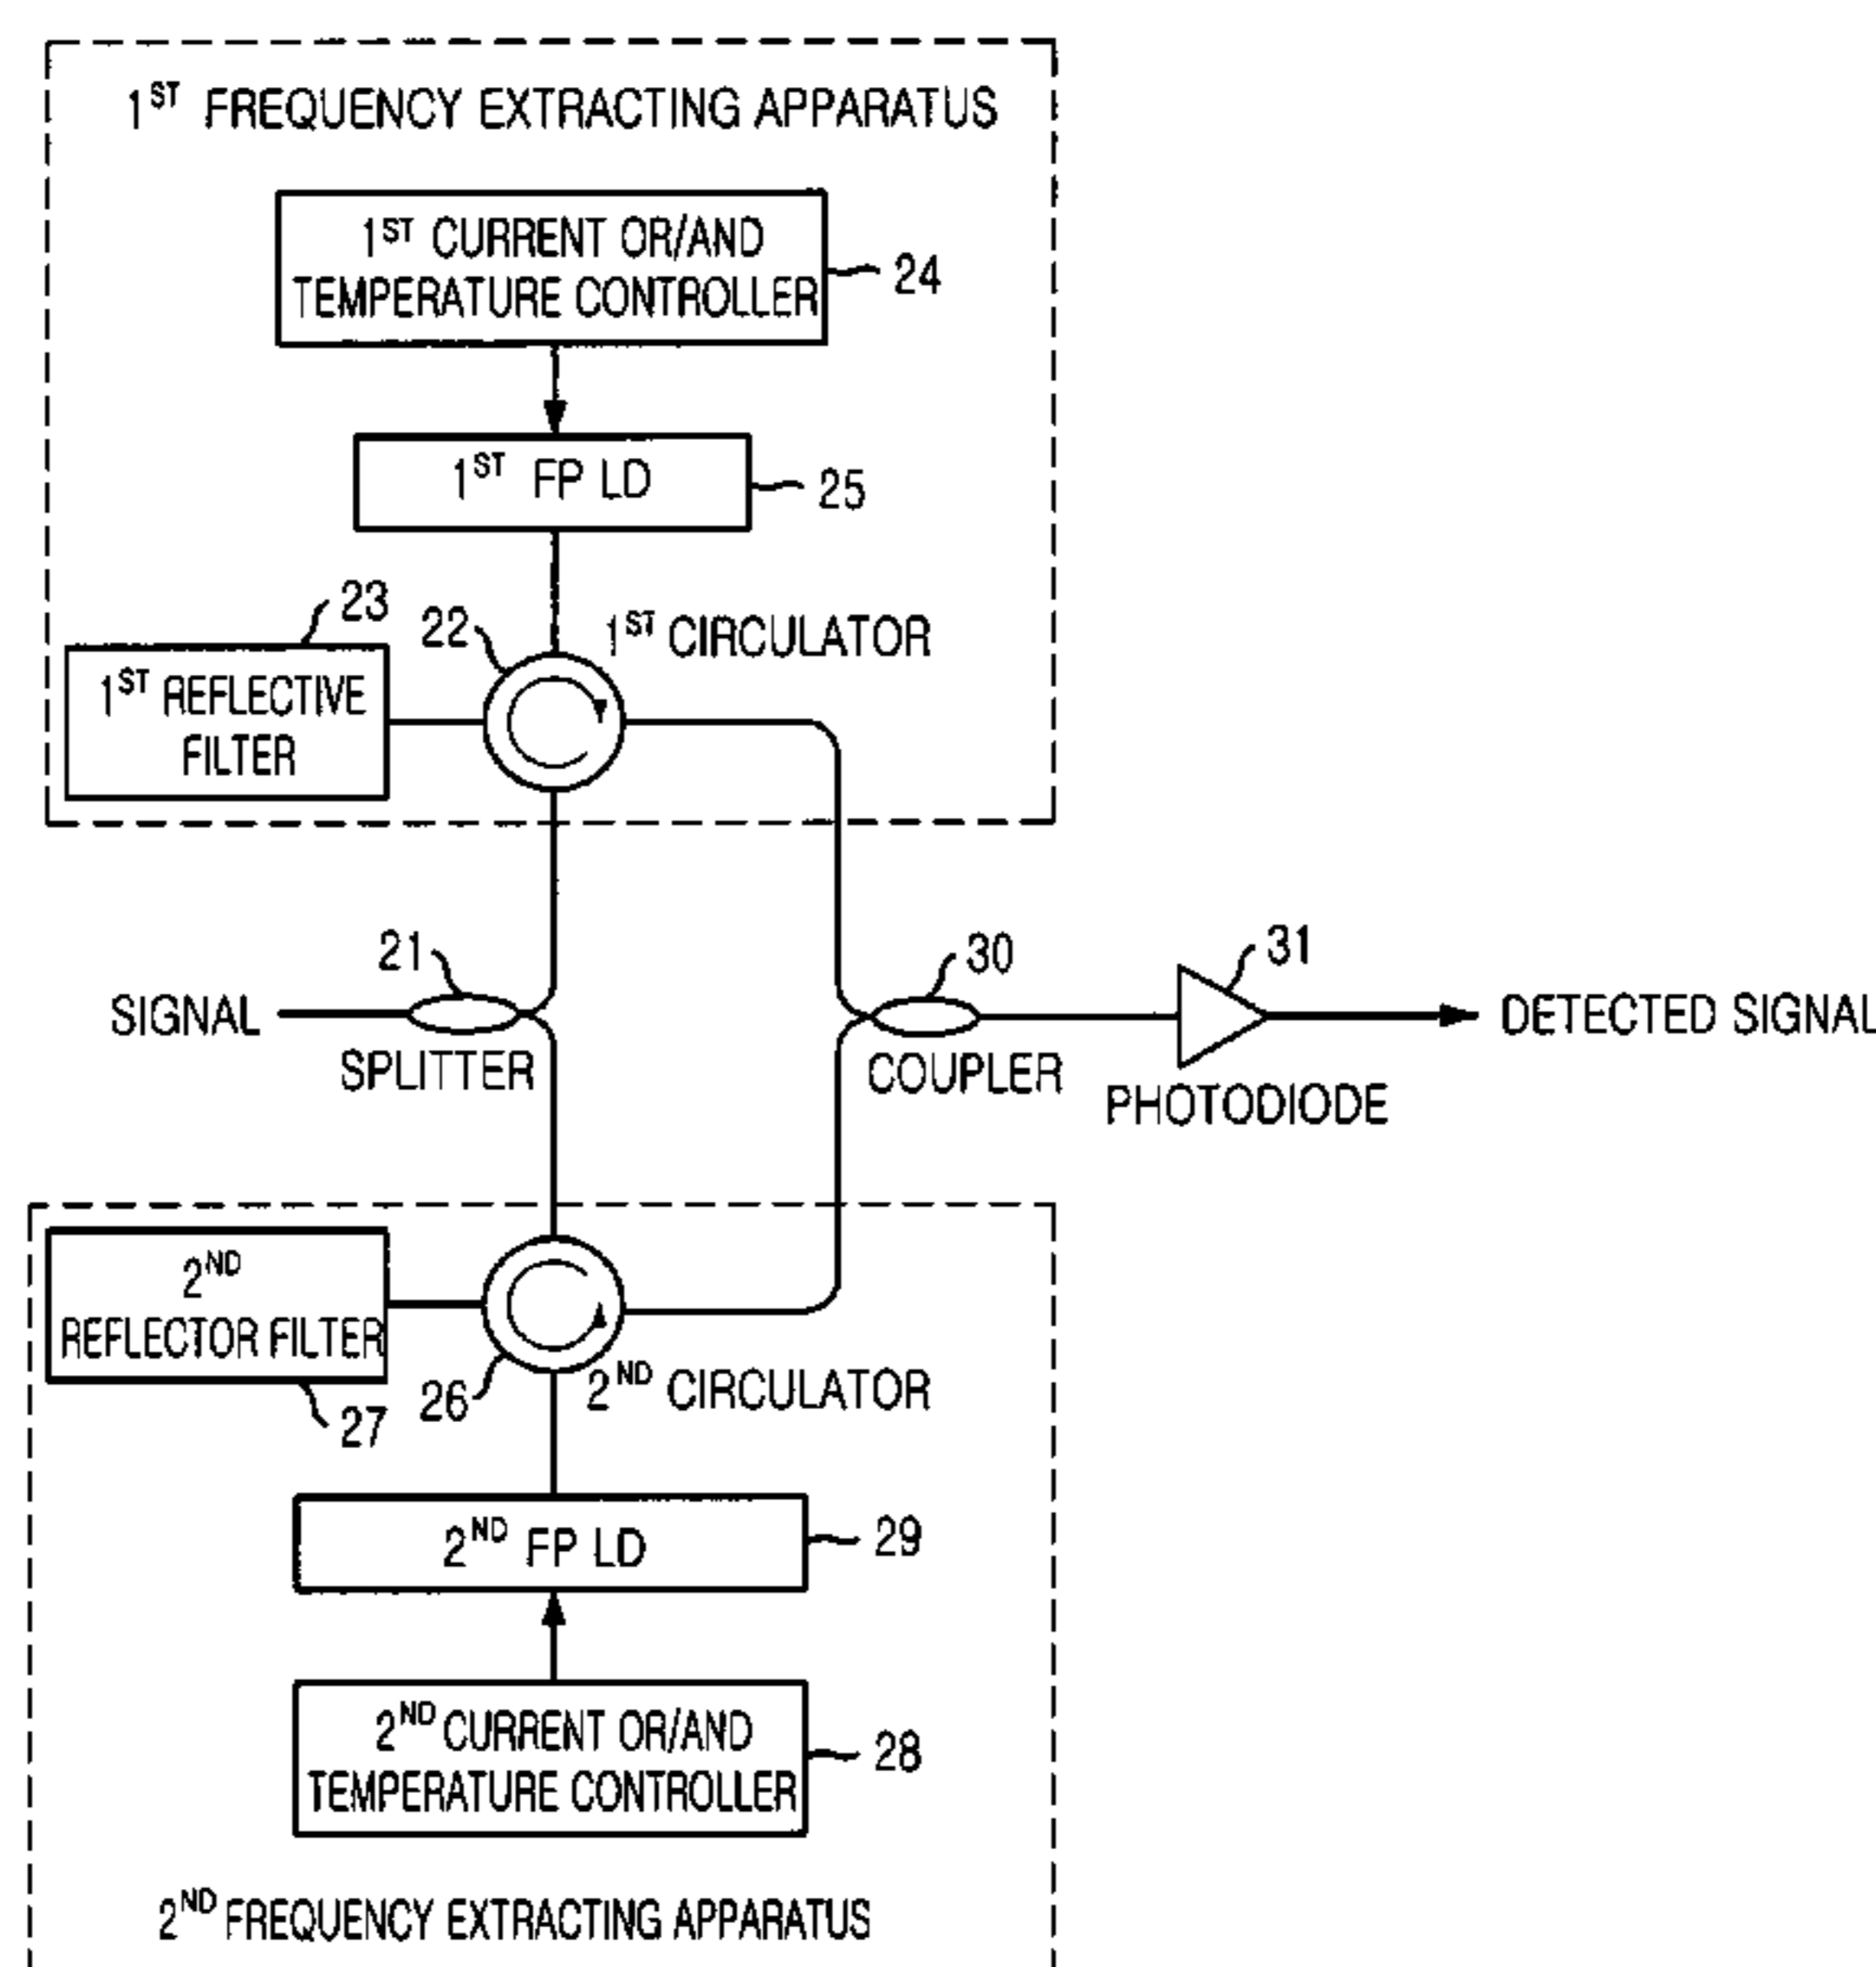 1ST FREQUENCY EXTRACTING APPARATUS
1ST CURRENT OR/AND
TEMPERATURE CONTROLLER
24
1ST FP LD
25
23
22
1ST CIRCULATOR
1ST REFLECTIVE
FILTER
21
30
31
SIGNAL
DETECTED SIGNAL
SPLITTER
COUPLER
PHOTODIODE
2ND
REFLECTOR FILTER
27
26
2ND CIRCULATOR
2ND FP LD
29
2ND CURRENT OR/AND
TEMPERATURE CONTROLLER
28
2ND FREQUENCY EXTRACTING APPARATUS